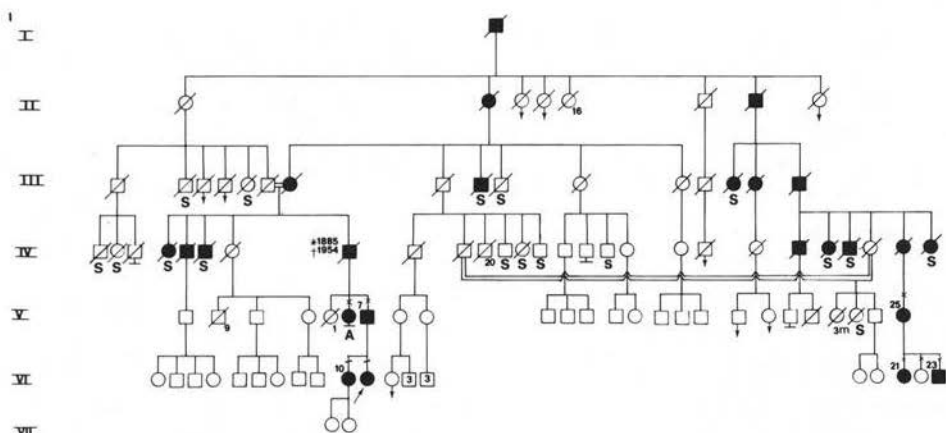 I
I
II
16
III
S S S S S
*1885
†1954
IV
S S S S 20 S S S S S S S
7 25
V
9 1 A 3m S
10 21 23
VI
3 3
VII